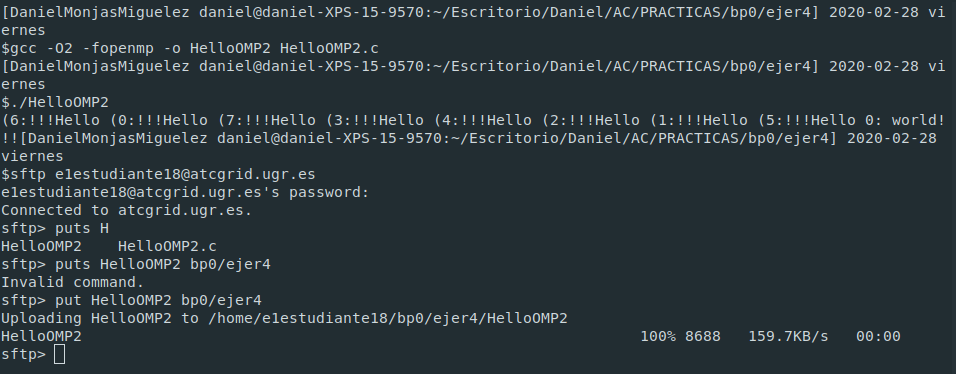 [DanielMonjasMiguelez daniel@daniel-XPS-15-9570:~/Escritorio/Daniel/AC/PRACTICAS/bp0/ejer4] 2020-02-28 vi
ernes
$gcc -O2 -fopenmp -o HelloOMP2 HelloOMP2.c
[DanielMonjasMiguelez daniel@daniel-XPS-15-9570:~/Escritorio/Daniel/AC/PRACTICAS/bp0/ejer4] 2020-02-28 vi
ernes
$./HelloOMP2
(6:!!!Hello (0:!!!Hello (7:!!!Hello (3:!!!Hello (4:!!!Hello (2:!!!Hello (1:!!!Hello (5:!!!Hello 0: world!
!![DanielMonjasMiguelez daniel@daniel-XPS-15-9570:~/Escritorio/Daniel/AC/PRACTICAS/bp0/ejer4] 2020-02-28
viernes
$sftp e1estudiante18@atcgrid.ugr.es
e1estudiante18@atcgrid.ugr.es's password:
Connected to atcgrid.ugr.es.
sftp> puts H
HelloOMP2    HelloOMP2.c
sftp> puts HelloOMP2 bp0/ejer4
Invalid command.
sftp> put HelloOMP2 bp0/ejer4
Uploading HelloOMP2 to /home/e1estudiante18/bp0/ejer4/HelloOMP2
HelloOMP2                                                              100% 8688   159.7KB/s   00:00
sftp>